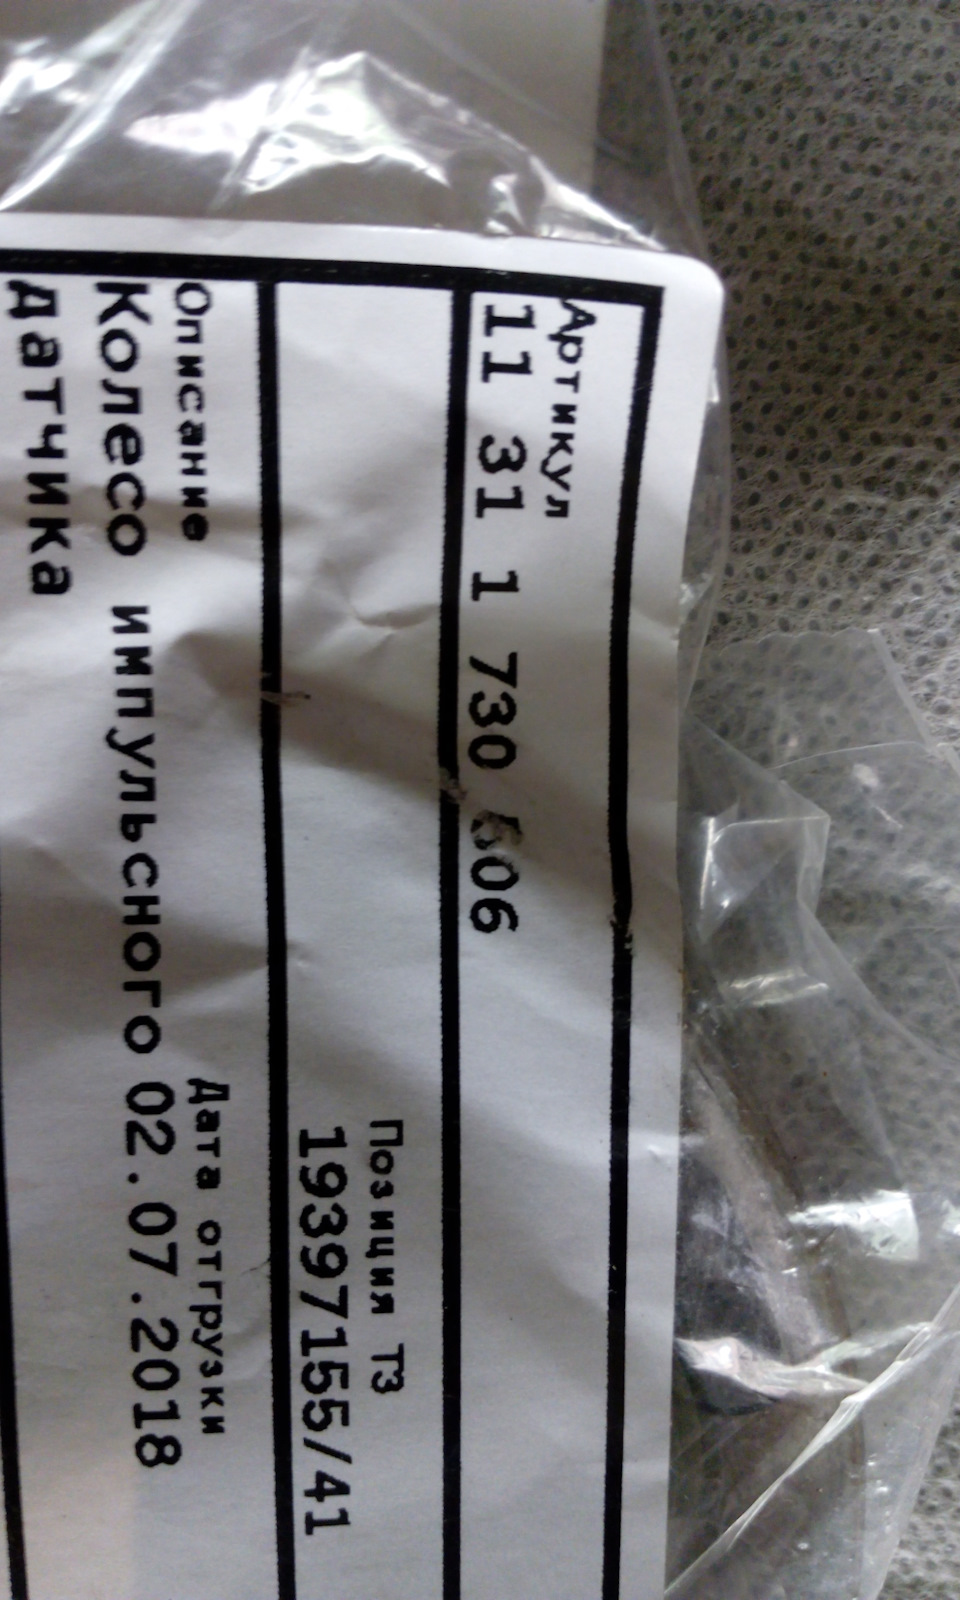 Артикул
11 31 1 730 606
Позиция ТЗ
19397155/41
Описание
Дата отгрузки
Колесо импульсного 02.07.2018
датчика